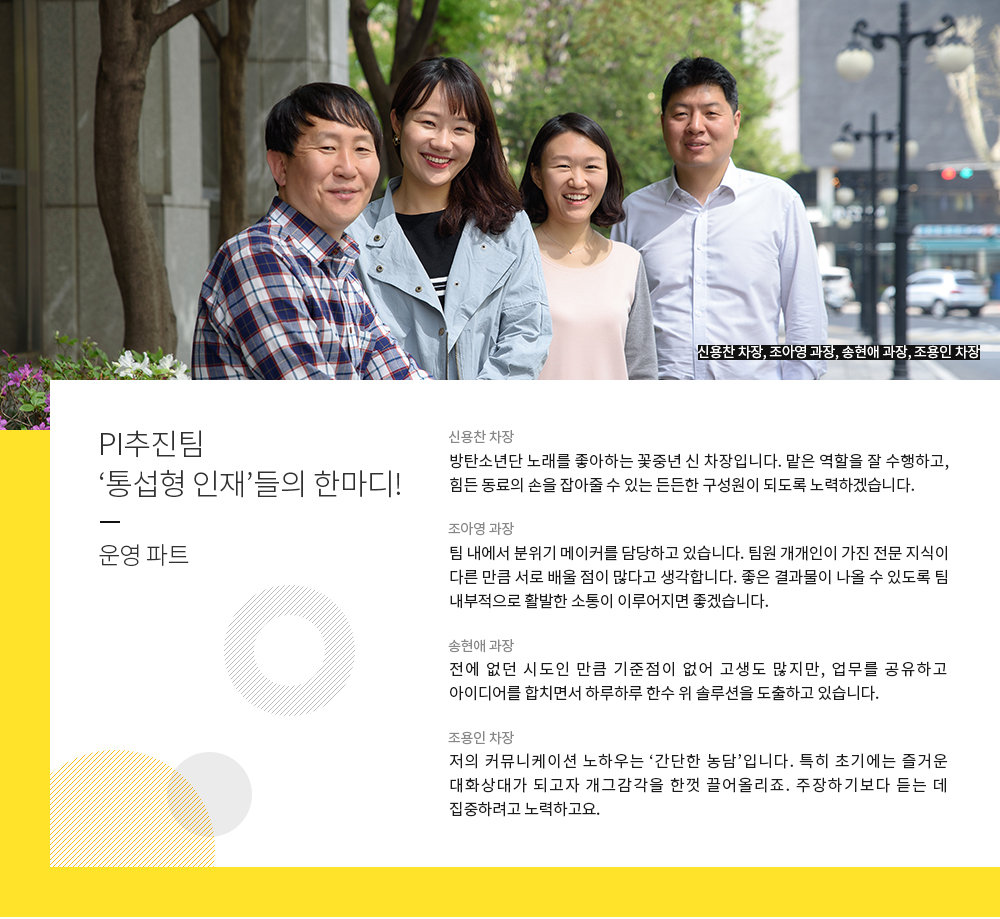 신용찬 차장, 조아영 과장, 송현애 과장, 조용인 차장
PI추진팀
‘통섭형 인재’들의 한마디!
운영 파트
신용찬 차장
방탄소년단 노래를 좋아하는 꽃중년 신 차장입니다. 맡은 역할을 잘 수행하고,
힘든 동료의 손을 잡아줄 수 있는 든든한 구성원이 되도록 노력하겠습니다.
조아영 과장
팀 내에서 분위기 메이커를 담당하고 있습니다. 팀원 개개인이 가진 전문 지식이
다른 만큼 서로 배울 점이 많다고 생각합니다. 좋은 결과물이 나올 수 있도록 팀
내부적으로 활발한 소통이 이루어지면 좋겠습니다.
송현애 과장
전에 없던 시도인 만큼 기준점이 없어 고생도 많지만, 업무를 공유하고
아이디어를 합치면서 하루하루 한수 위 솔루션을 도출하고 있습니다.
조용인 차장
저의 커뮤니케이션 노하우는 ‘간단한 농담’입니다. 특히 초기에는 즐거운
대화상대가 되고자 개그감각을 한껏 끌어올리죠. 주장하기보다 듣는 데
집중하려고 노력하고요.